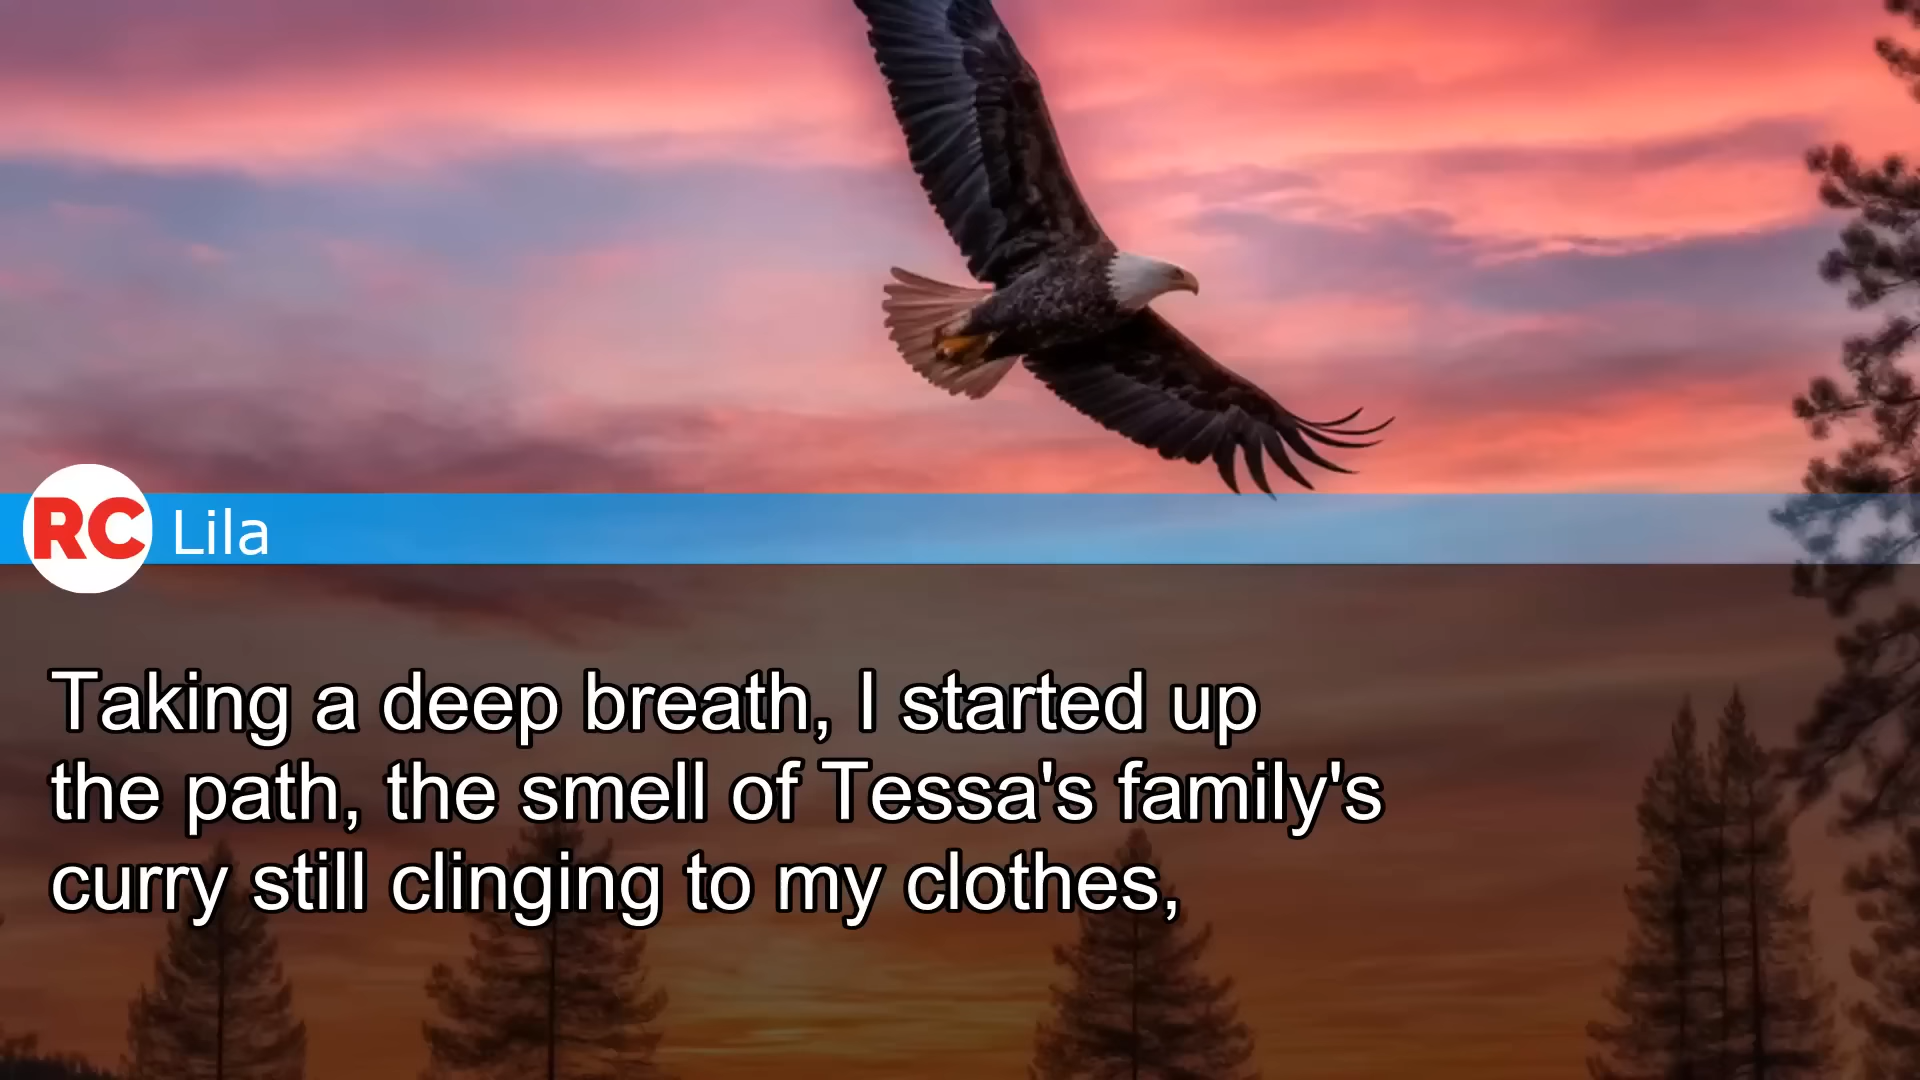 RC Lila
Taking a deep breath, I started up
the path, the smell of Tessa's family's
curry still clinging to my clothes,